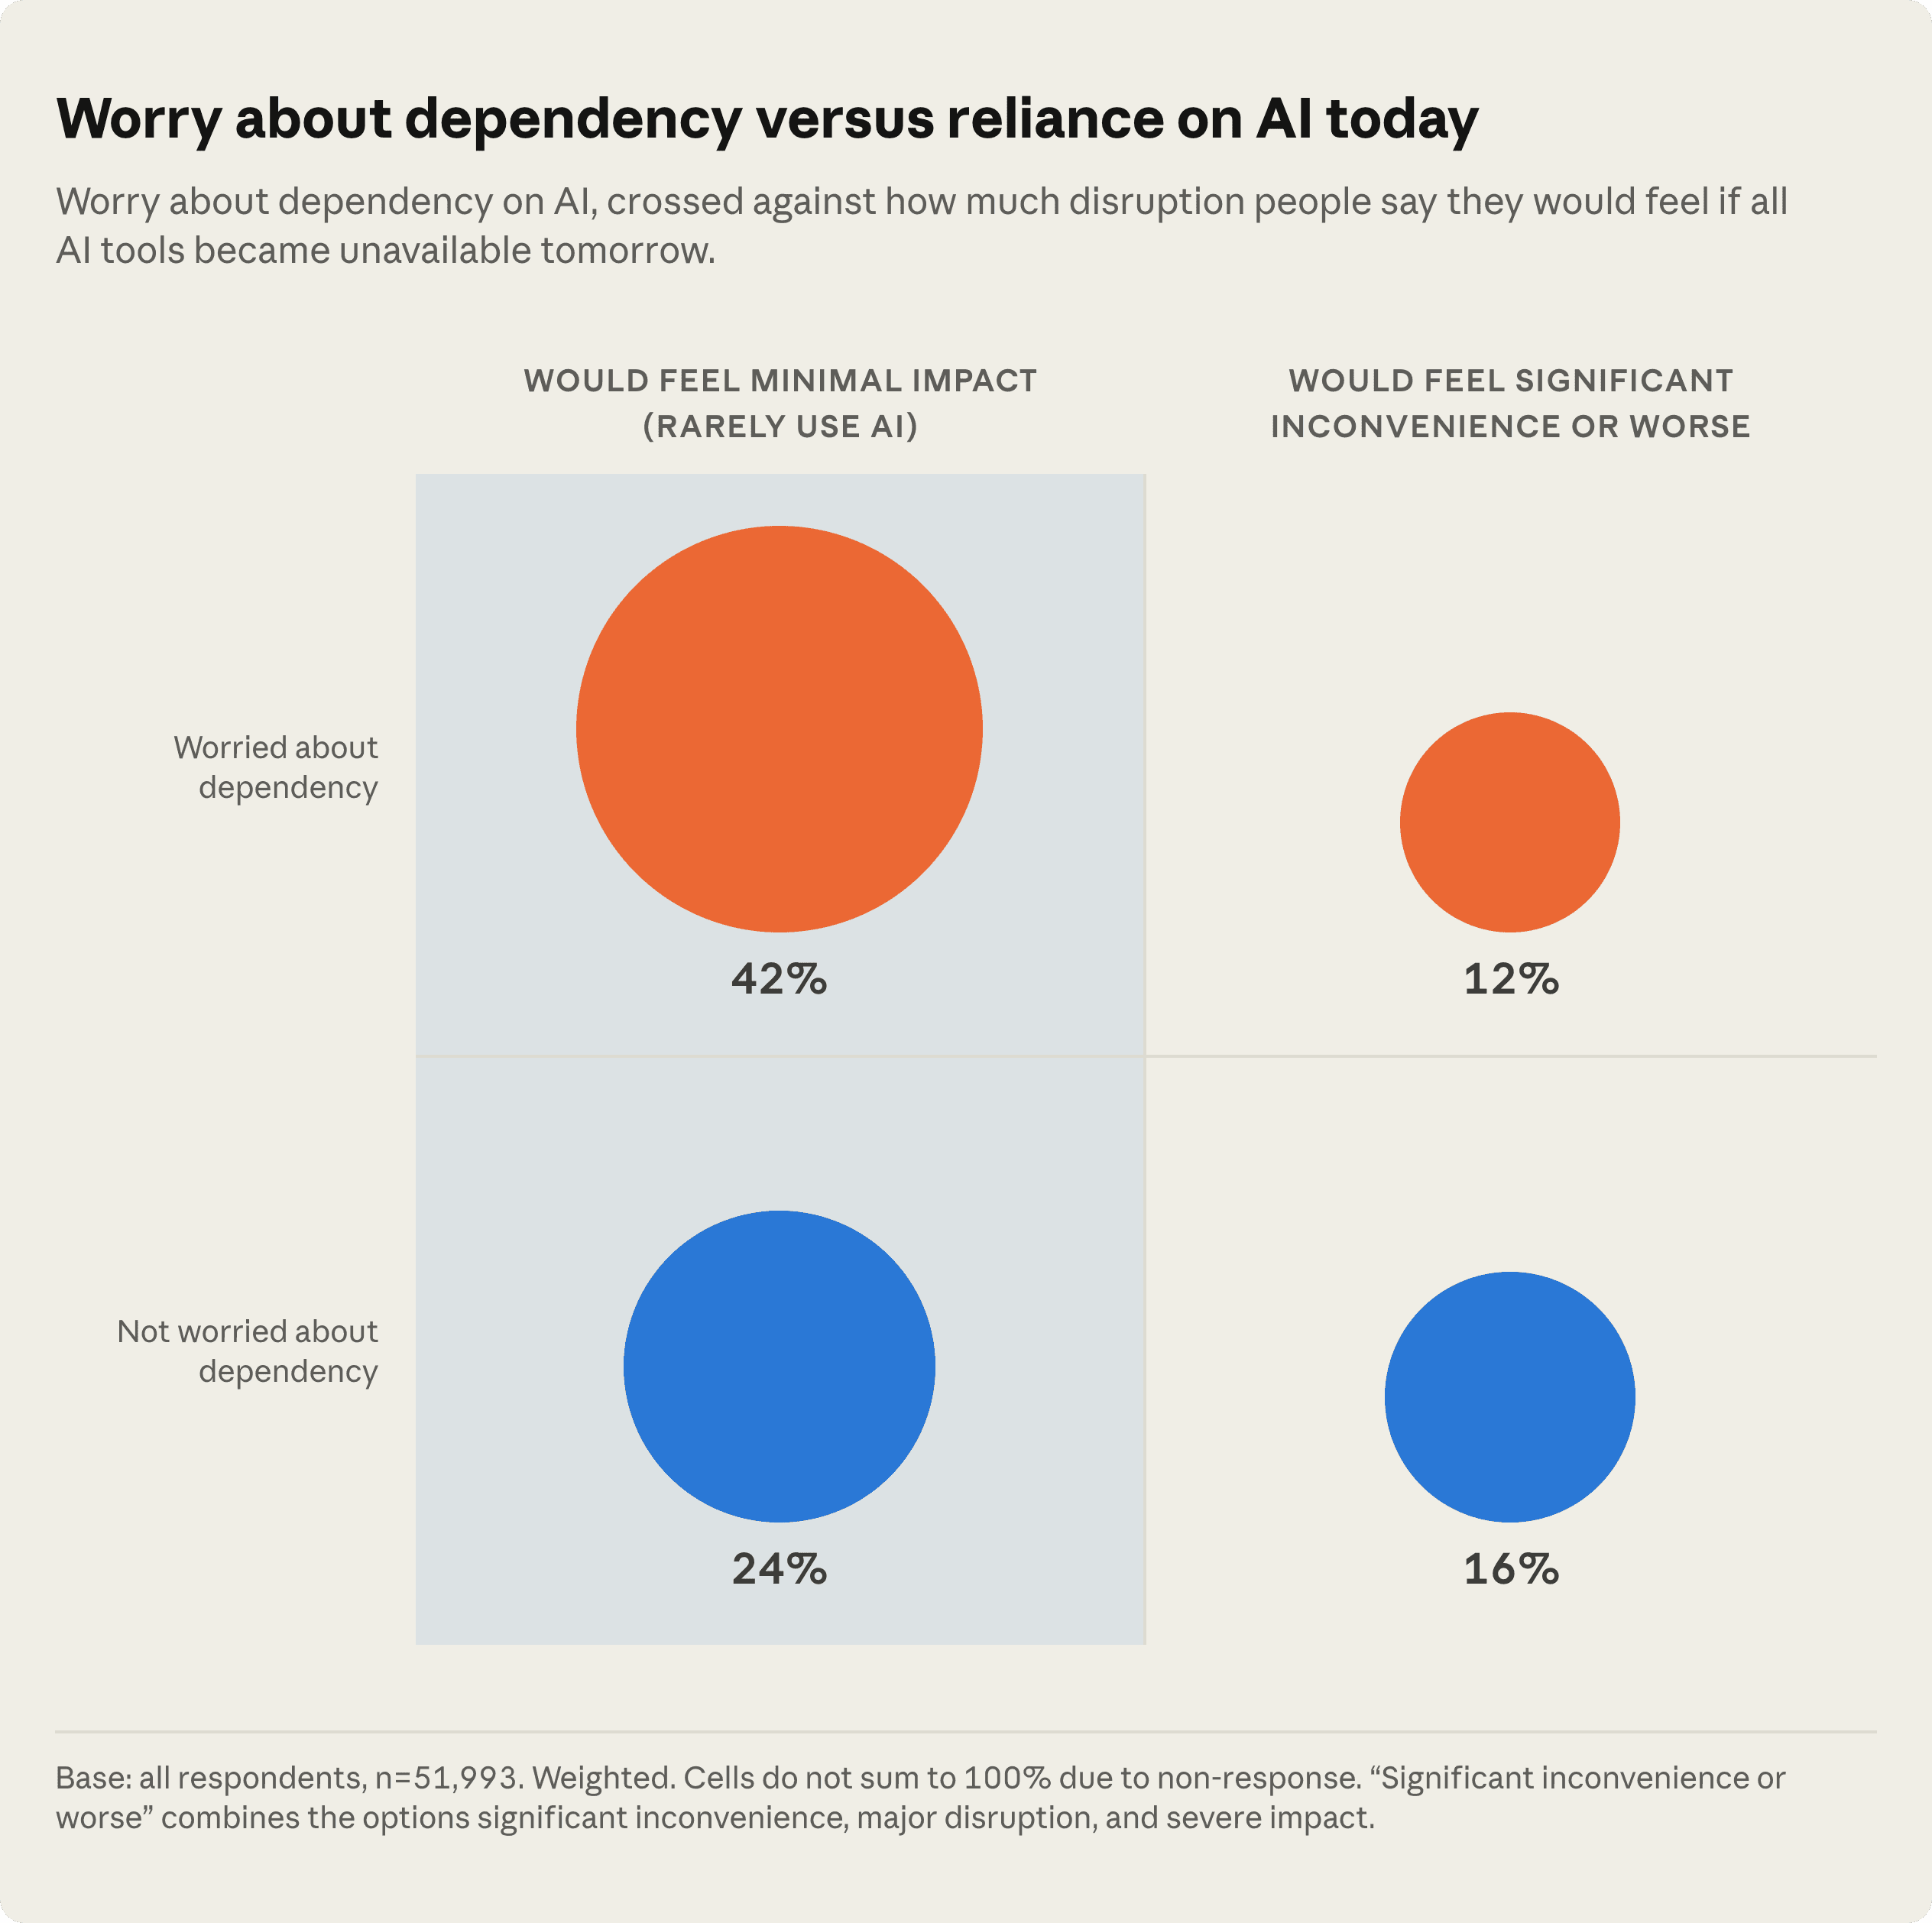 Worry about dependency versus reliance on AI today
Worry about dependency on AI, crossed against how much disruption people say they would feel if all
AI tools became unavailable tomorrow.
WOULD FEEL MINIMAL IMPACT
(RARELY USE AI)
WOULD FEEL SIGNIFICANT
INCONVENIENCE OR WORSE
Worried about
dependency
42%
12%
Not worried about
dependency
24%
16%
Base: all respondents, n=51,993. Weighted. Cells do not sum to 100% due to non-response. “Significant inconvenience or
worse” combines the options significant inconvenience, major disruption, and severe impact.